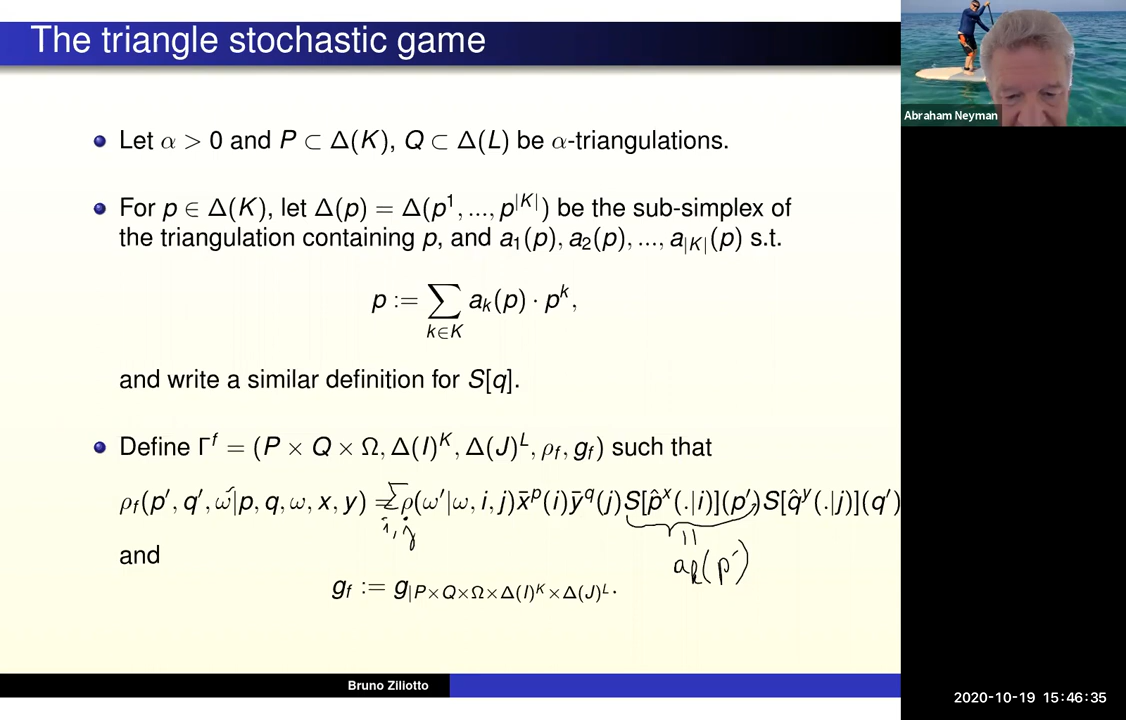 The triangle stochastic game
Let α > 0 and P ⊂ Δ(K), Q ⊂ Δ(L) be α-triangulations.
For p ∈ Δ(K), let Δ(p) = Δ(p¹, ..., p^{|K|}) be the sub-simplex of
the triangulation containing p, and a₁(p), a₂(p), ..., a_{|K|}(p) s.t.
p := ∑_{k∈K} a_k(p) · p^k,
and write a similar definition for S[q].
Define Γ^f = (P × Q × Ω, Δ(I)^K, Δ(J)^L, ρ_f, g_f) such that
ρ_f(p′, q′, ω′|p, q, ω, x, y) = ∑_{i,j} ρ(ω′|ω, i, j)x̄^p(i)ȳ^q(j)S[p̂^x(.|i)](p′)S[q̂^y(.|j)](q′)
and
a_k(p′)
g_f := g_{|P×Q×Ω×Δ(I)^K×Δ(J)^L}.
Bruno Ziliotto
Abraham Neyman
2020-10-19 15:46:35